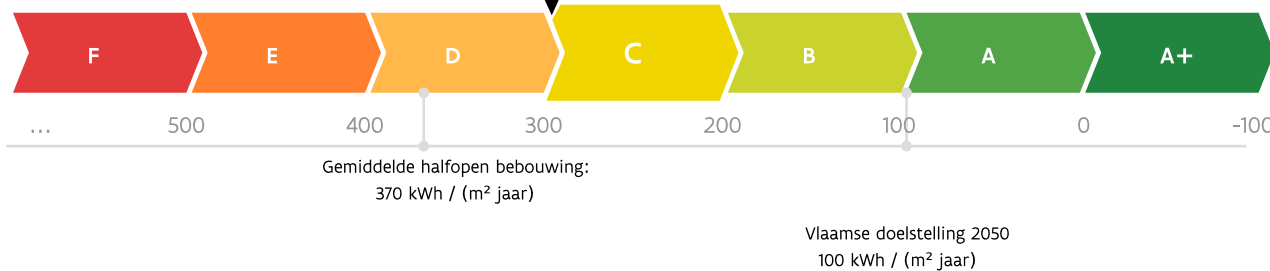 F E D C B A A+
... 500 400 300 200 100 0 -100
Gemiddelde halfopen bebouwing:
370 kWh / (m² jaar)
Vlaamse doelstelling 2050
100 kWh / (m² jaar)